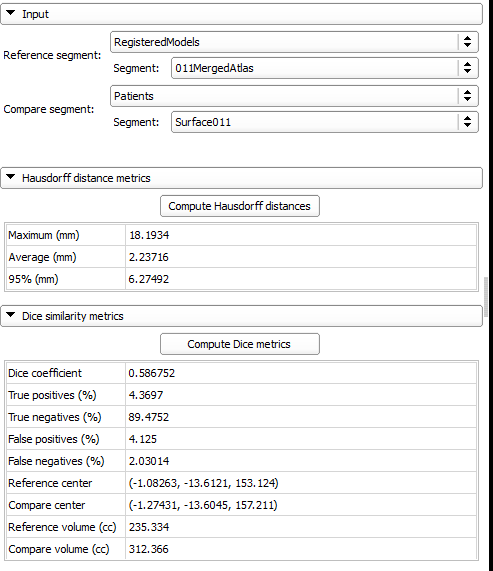 Input
Reference segment:
RegisteredModels
Segment: 011MergedAtlas
Compare segment:
Patients
Segment: Surface011
Hausdorff distance metrics
Compute Hausdorff distances
Maximum (mm) 18.1934
Average (mm) 2.23716
95% (mm) 6.27492
Dice similarity metrics
Compute Dice metrics
Dice coefficient 0.586752
True positives (%) 4.3697
True negatives (%) 89.4752
False positives (%) 4.125
False negatives (%) 2.03014
Reference center (-1.08263, -13.6121, 153.124)
Compare center (-1.27431, -13.6045, 157.211)
Reference volume (cc) 235.334
Compare volume (cc) 312.366